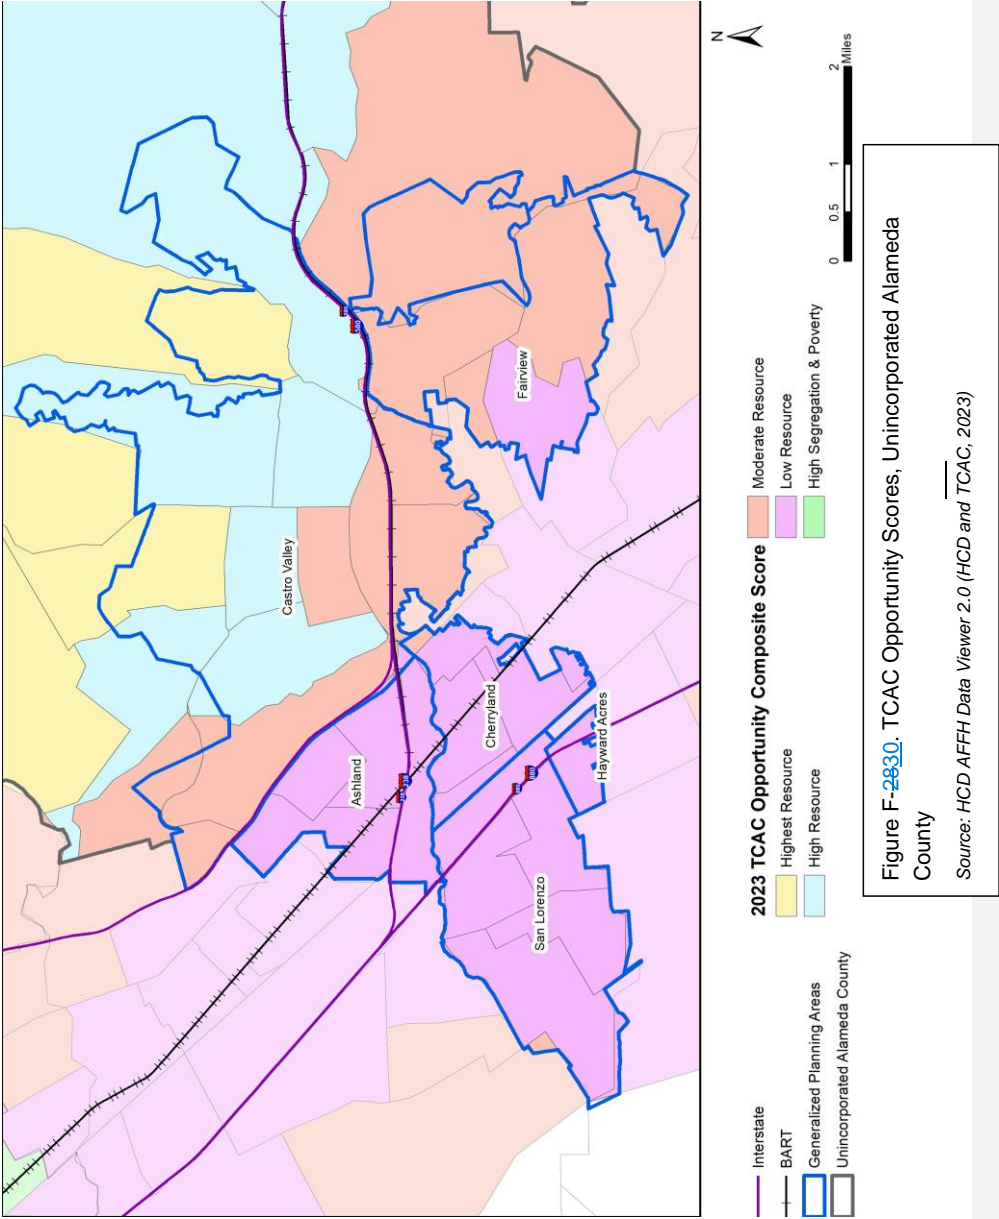 Castro Valley
Fairview
Ashland
Cherryland
Hayward Acres
San Lorenzo
N
0 0.5 1 2
Miles
Interstate
BART
Generalized Planning Areas
Unincorporated Alameda County
2023 TCAC Opportunity Composite Score
Highest Resource
High Resource
Moderate Resource
Low Resource
High Segregation & Poverty
Figure F-2830. TCAC Opportunity Scores, Unincorporated Alameda
County
Source: HCD AFFH Data Viewer 2.0 (HCD and TCAC, 2023)